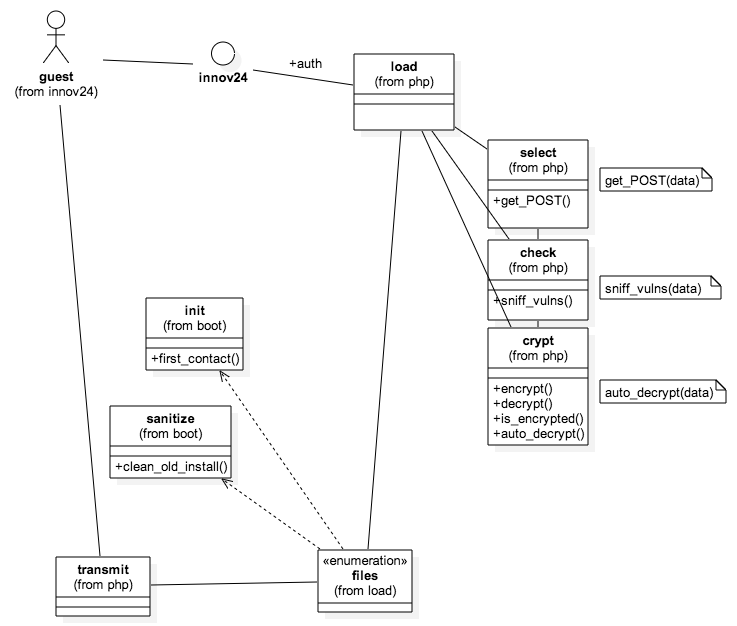 guest
(from innov24)
innov24
+auth
load
(from php)
select
(from php)
+get_POST()
get_POST(data)
check
(from php)
+sniff_vulns()
sniff_vulns(data)
crypt
(from php)
+encrypt()
+decrypt()
+is_encrypted()
+auto_decrypt()
auto_decrypt(data)
init
(from boot)
+first_contact()
sanitize
(from boot)
+clean_old_install()
transmit
(from php)
«enumeration»
files
(from load)